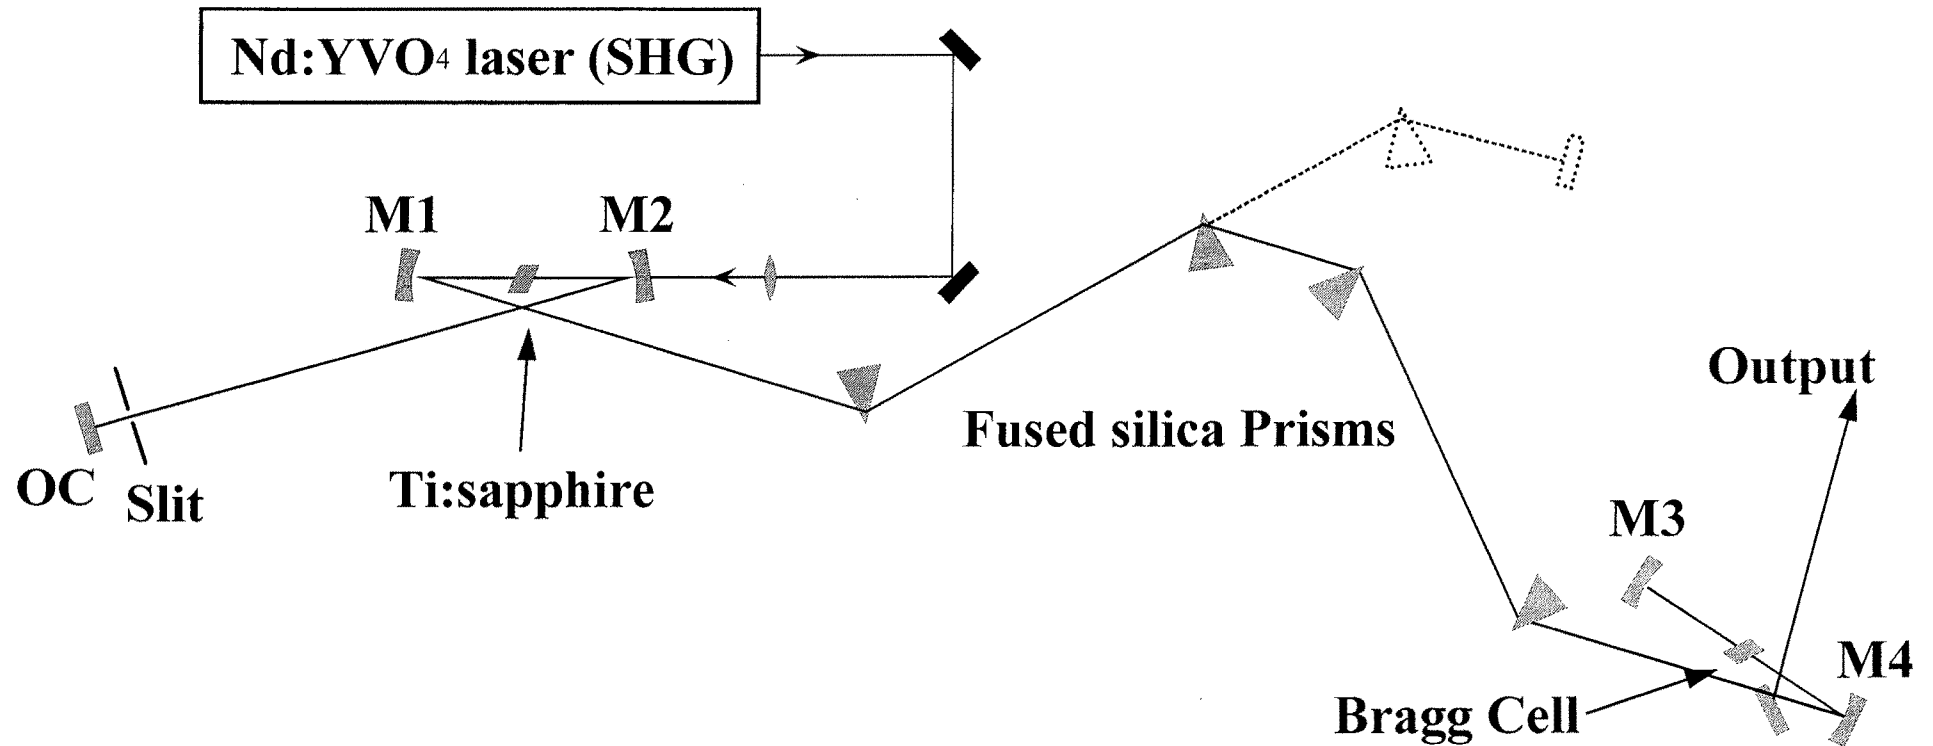 Nd:YVO4 laser (SHG)
M1
M2
Output
Fused silica Prisms
OC
Slit
Ti:sapphire
M3
M4
Bragg Cell